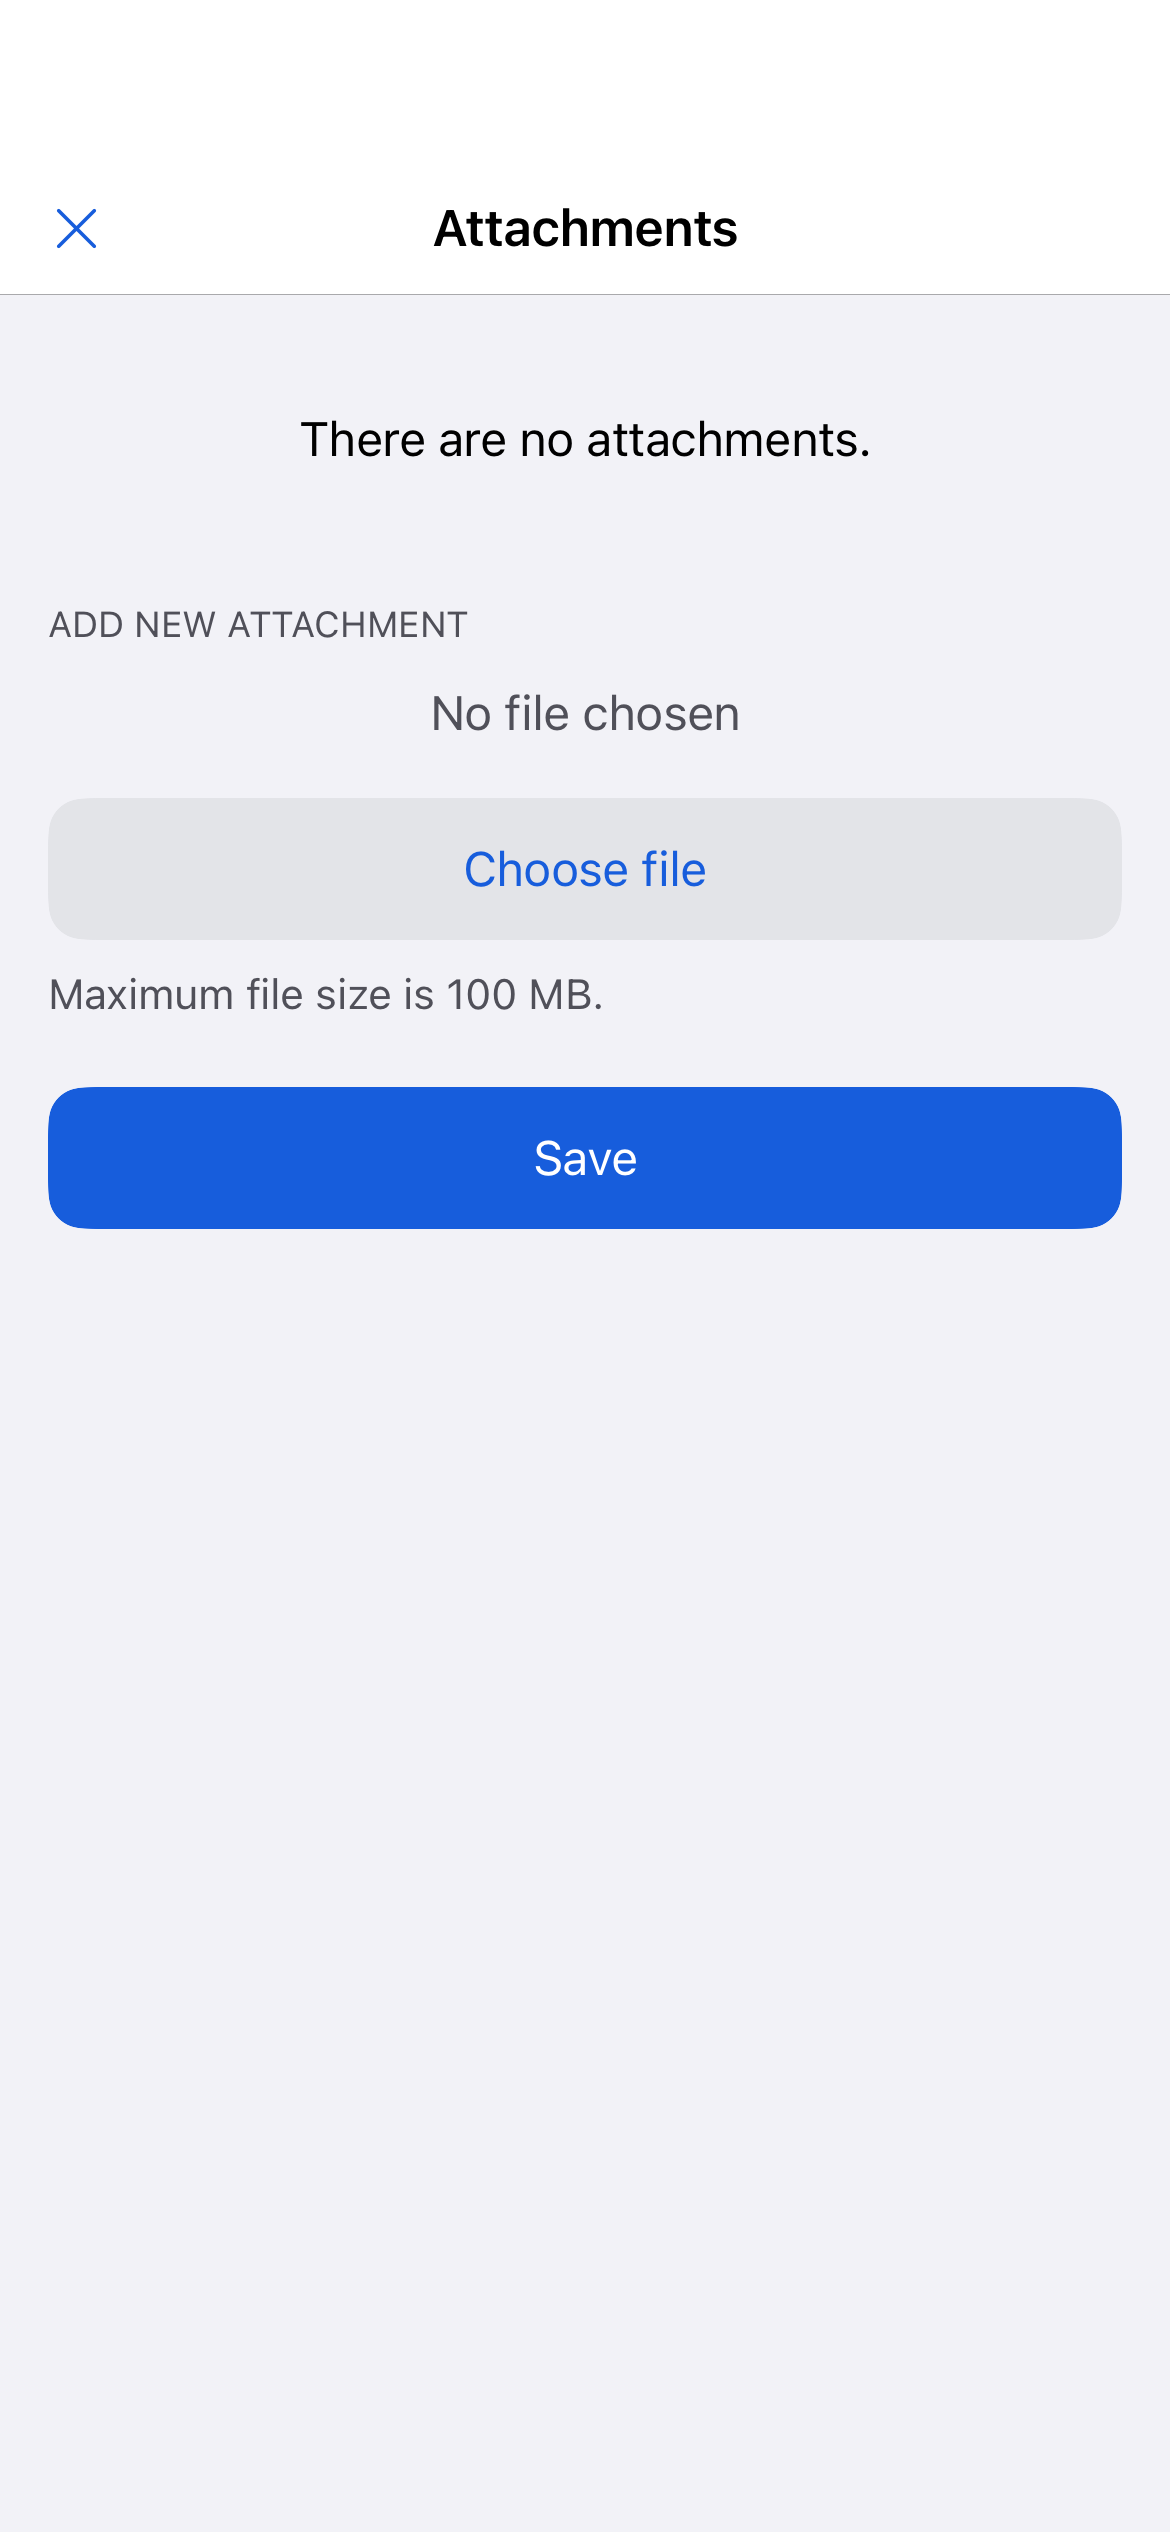 Attachments
There are no attachments.
ADD NEW ATTACHMENT
No file chosen
Choose file
Maximum file size is 100 MB.
Save